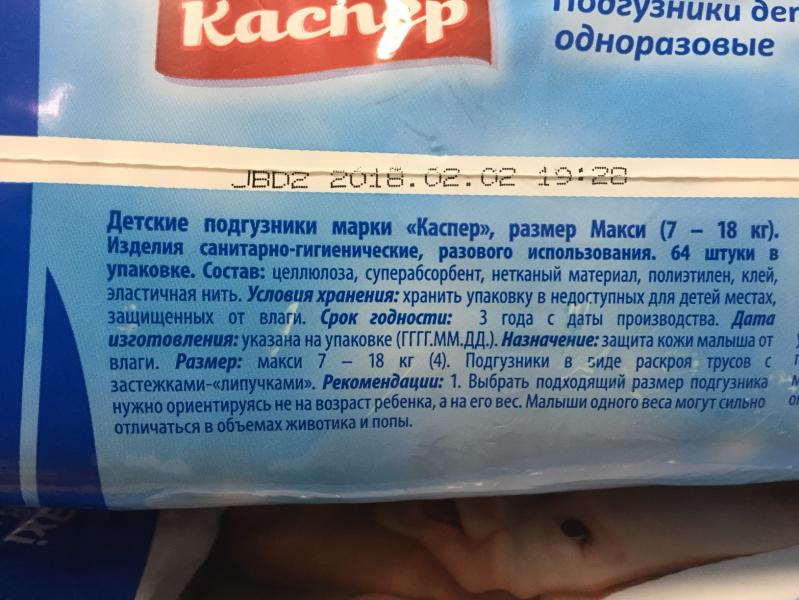 Каспер
Подгузники дет
одноразовые
JBD2 2018.02.02 19:28
Детские подгузники марки «Каспер», размер Макси (7 – 18 кг).
Изделия санитарно-гигиенические, разового использования. 64 штуки в
упаковке. Состав: целлюлоза, суперабсорбент, нетканый материал, полиэтилен, клей,
эластичная нить. Условия хранения: хранить упаковку в недоступных для детей местах,
защищенных от влаги. Срок годности: 3 года с даты производства. Дата
изготовления: указана на упаковке (ГГГГ.ММ.ДД.). Назначение: защита кожи малыша от
влаги. Размер: макси 7 – 18 кг (4). Подгузники в виде раскроя трусов с
застежками-«липучками». Рекомендации: 1. Выбрать подходящий размер подгузника
нужно ориентируясь не на возраст ребенка, а на его вес. Малыши одного веса могут сильно
отличаться в объемах животика и попы.